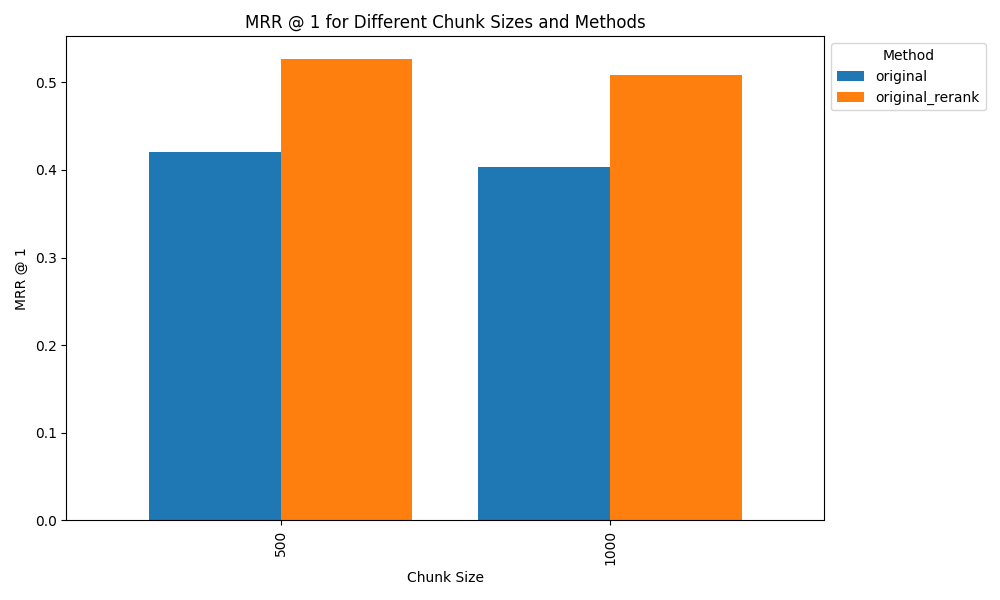 MRR @ 1 for Different Chunk Sizes and Methods
Method
original
original_rerank
MRR @ 1
0.5
0.4
0.3
0.2
0.1
0.0
500
1000
Chunk Size